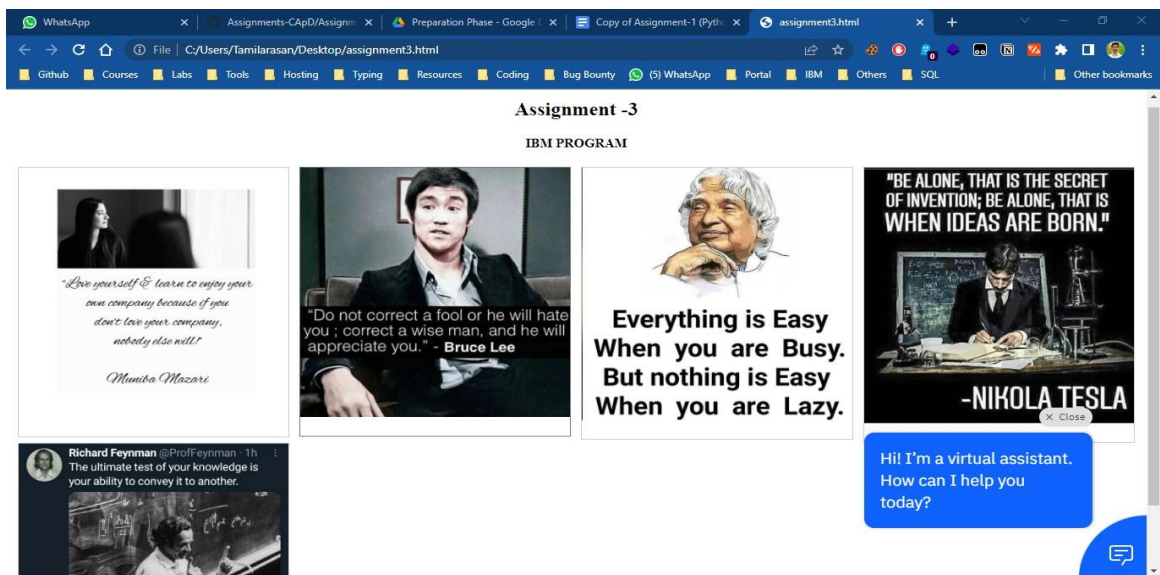 WhatsApp
Assignments-CApD/Assignm
Preparation Phase - Google
Copy of Assignment-1 (Pyth
assignment3.html
File | C:/Users/Tamilarasan/Desktop/assignment3.html
Github Courses Labs Tools Hosting Typing Resources Coding Bug Bounty (5) WhatsApp Portal IBM Others SQL Other bookmarks
Assignment -3
IBM PROGRAM
"Love yourself & learn to enjoy your
own company because if you
don't love your company,
nobody else will!"
Muniba Mazari
"Do not correct a fool or he will hate
you ; correct a wise man, and he will
appreciate you." - Bruce Lee
Everything is Easy
When you are Busy.
But nothing is Easy
When you are Lazy.
"BE ALONE, THAT IS THE SECRET
OF INVENTION; BE ALONE, THAT IS
WHEN IDEAS ARE BORN."
-NIKOLA TESLA
Close
Richard Feynman @ProfFeynman · 1h
The ultimate test of your knowledge is
your ability to convey it to another.
Hi! I'm a virtual assistant.
How can I help you
today?